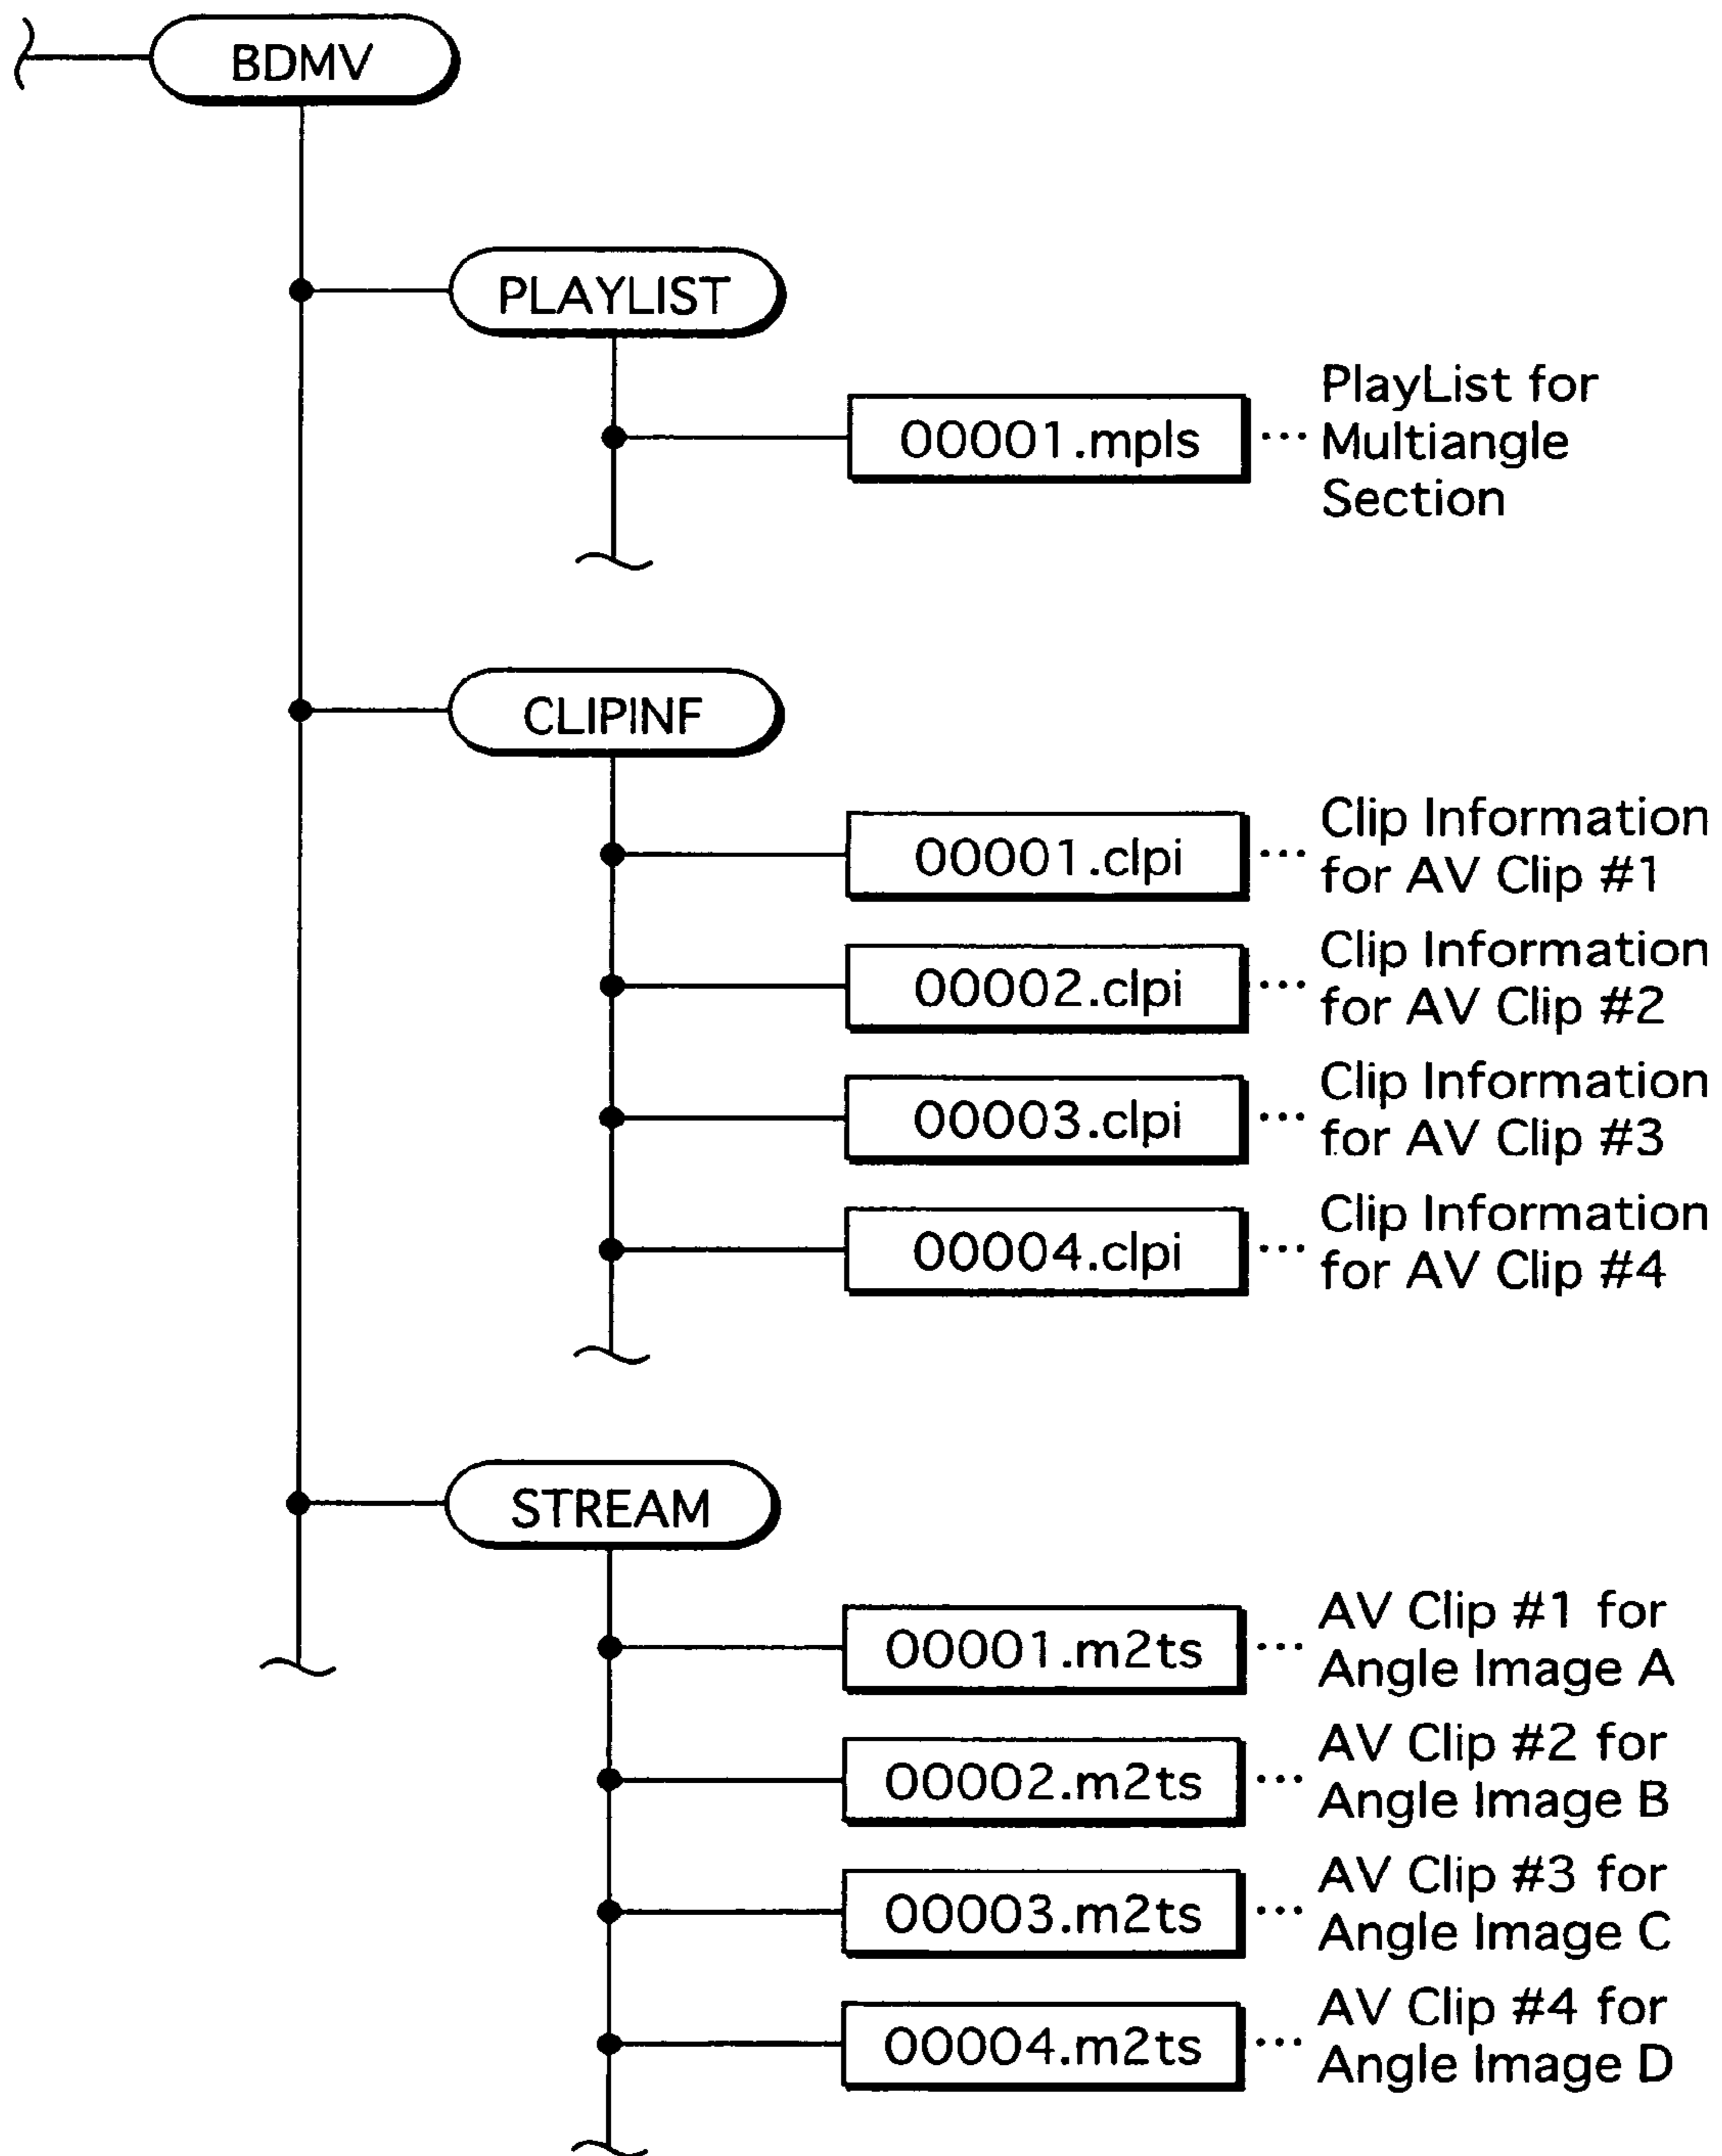 BDMV
PLAYLIST
00001.mpls
... PlayList for
Multiangle
Section
CLIPINF
00001.clpi
... Clip Information
for AV Clip #1
00002.clpi
... Clip Information
for AV Clip #2
00003.clpi
... Clip Information
for AV Clip #3
00004.clpi
... Clip Information
for AV Clip #4
STREAM
00001.m2ts
... AV Clip #1 for
Angle Image A
00002.m2ts
... AV Clip #2 for
Angle Image B
00003.m2ts
... AV Clip #3 for
Angle Image C
00004.m2ts
... AV Clip #4 for
Angle Image D